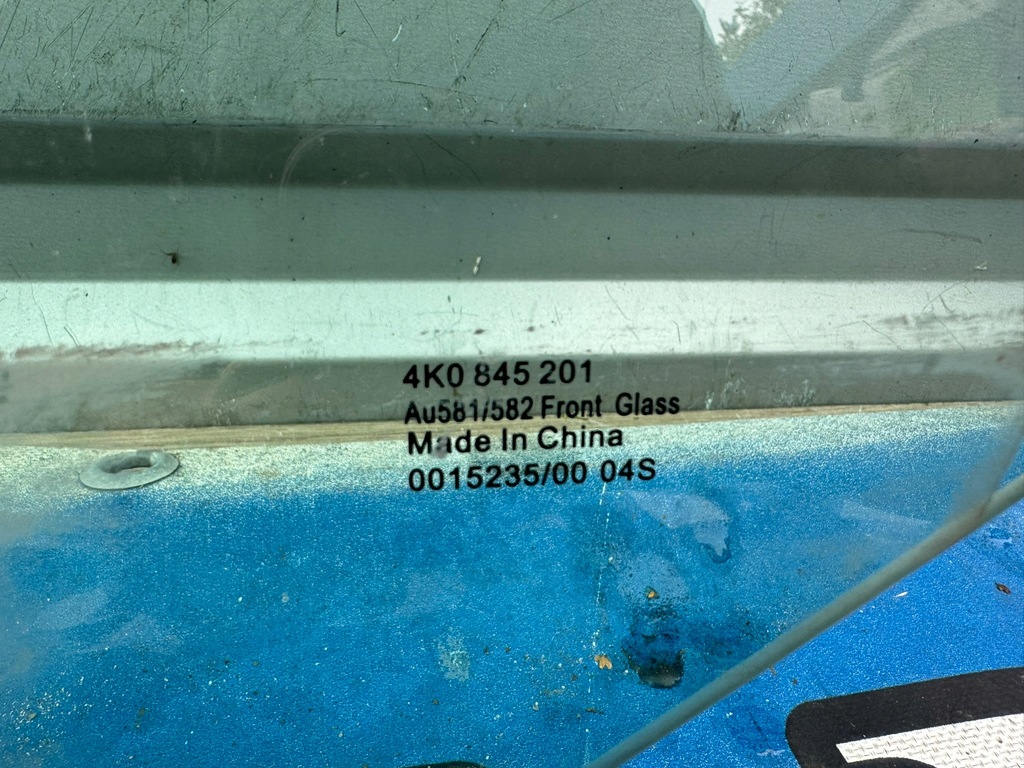 4K0 845 201
Au581/582 Front Glass
Made In China
0015235/00 04S